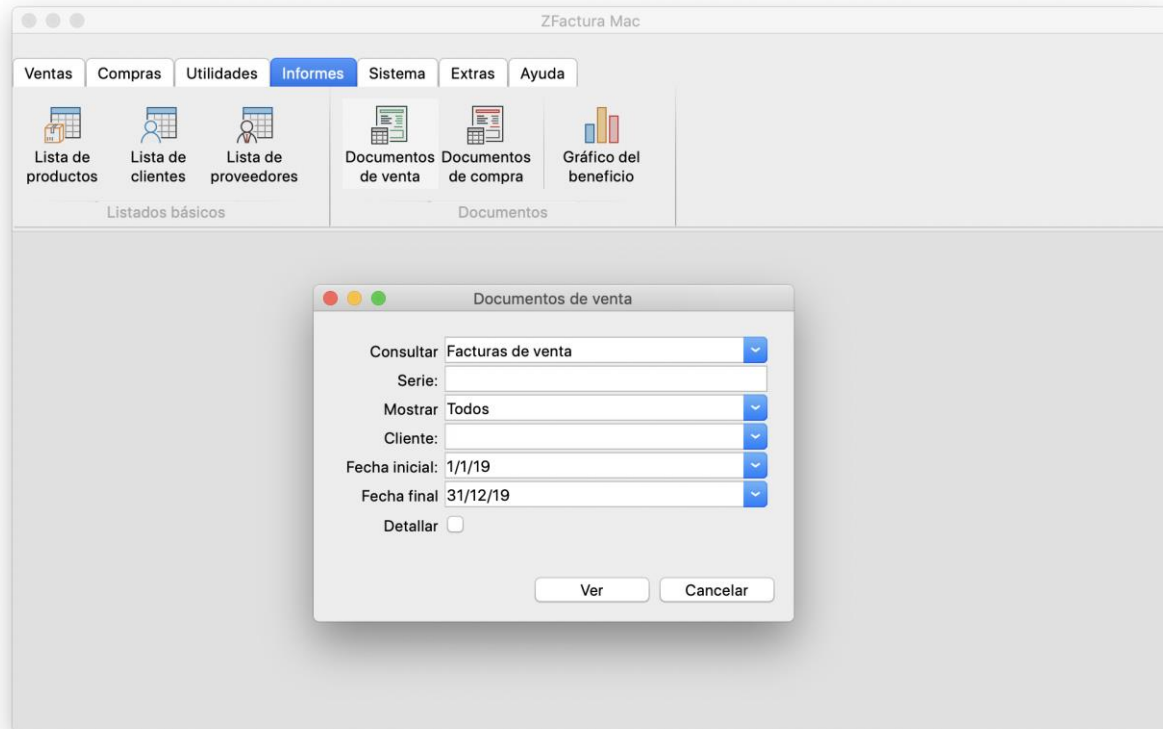 ZFactura Mac
Ventas Compras Utilidades Informes Sistema Extras Ayuda
Lista de productos
Lista de clientes
Lista de proveedores
Documentos de venta
Documentos de compra
Gráfico del beneficio
Listados básicos
Documentos
Documentos de venta
Consultar Facturas de venta
Serie:
Mostrar Todos
Cliente:
Fecha inicial: 1/1/19
Fecha final 31/12/19
Detallar
Ver Cancelar